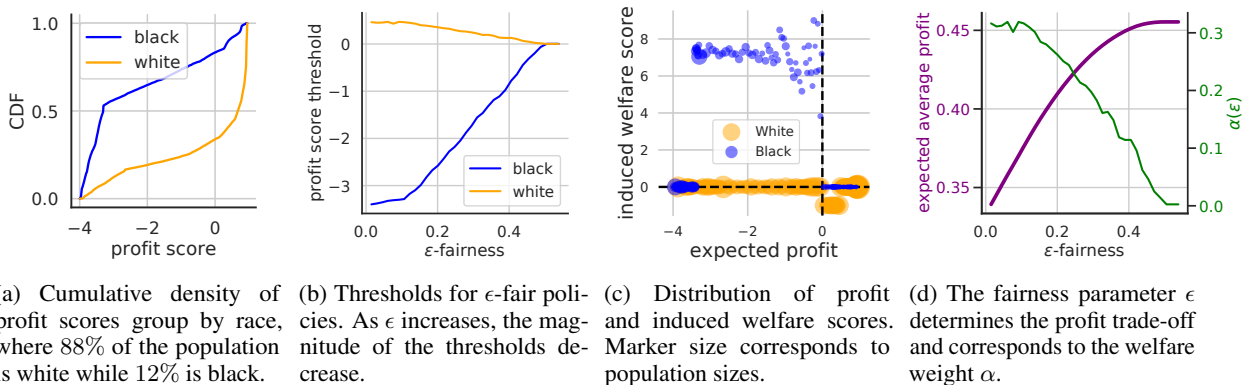 1.0
0.5
0.0
CDF
black
white
−4
−2
0
profit score
0
−1
−2
−3
profit score threshold
black
white
0.0
0.2
0.4
ε-fairness
8
6
4
2
0
induced welfare score
White
Black
−4
−2
0
expected profit
0.45
0.40
0.35
expected average profit
0.3
0.2
0.1
0.0
α(ε)
0.0
0.2
0.4
ε-fairness
(a) Cumulative density of
profit scores group by race,
where 88% of the population
is white while 12% is black.
(b) Thresholds for ϵ-fair poli-
cies. As ϵ increases, the mag-
nitude of the thresholds de-
crease.
(c) Distribution of profit
and induced welfare scores.
Marker size corresponds to
population sizes.
(d) The fairness parameter ϵ
determines the profit trade-off
and corresponds to the welfare
weight α.